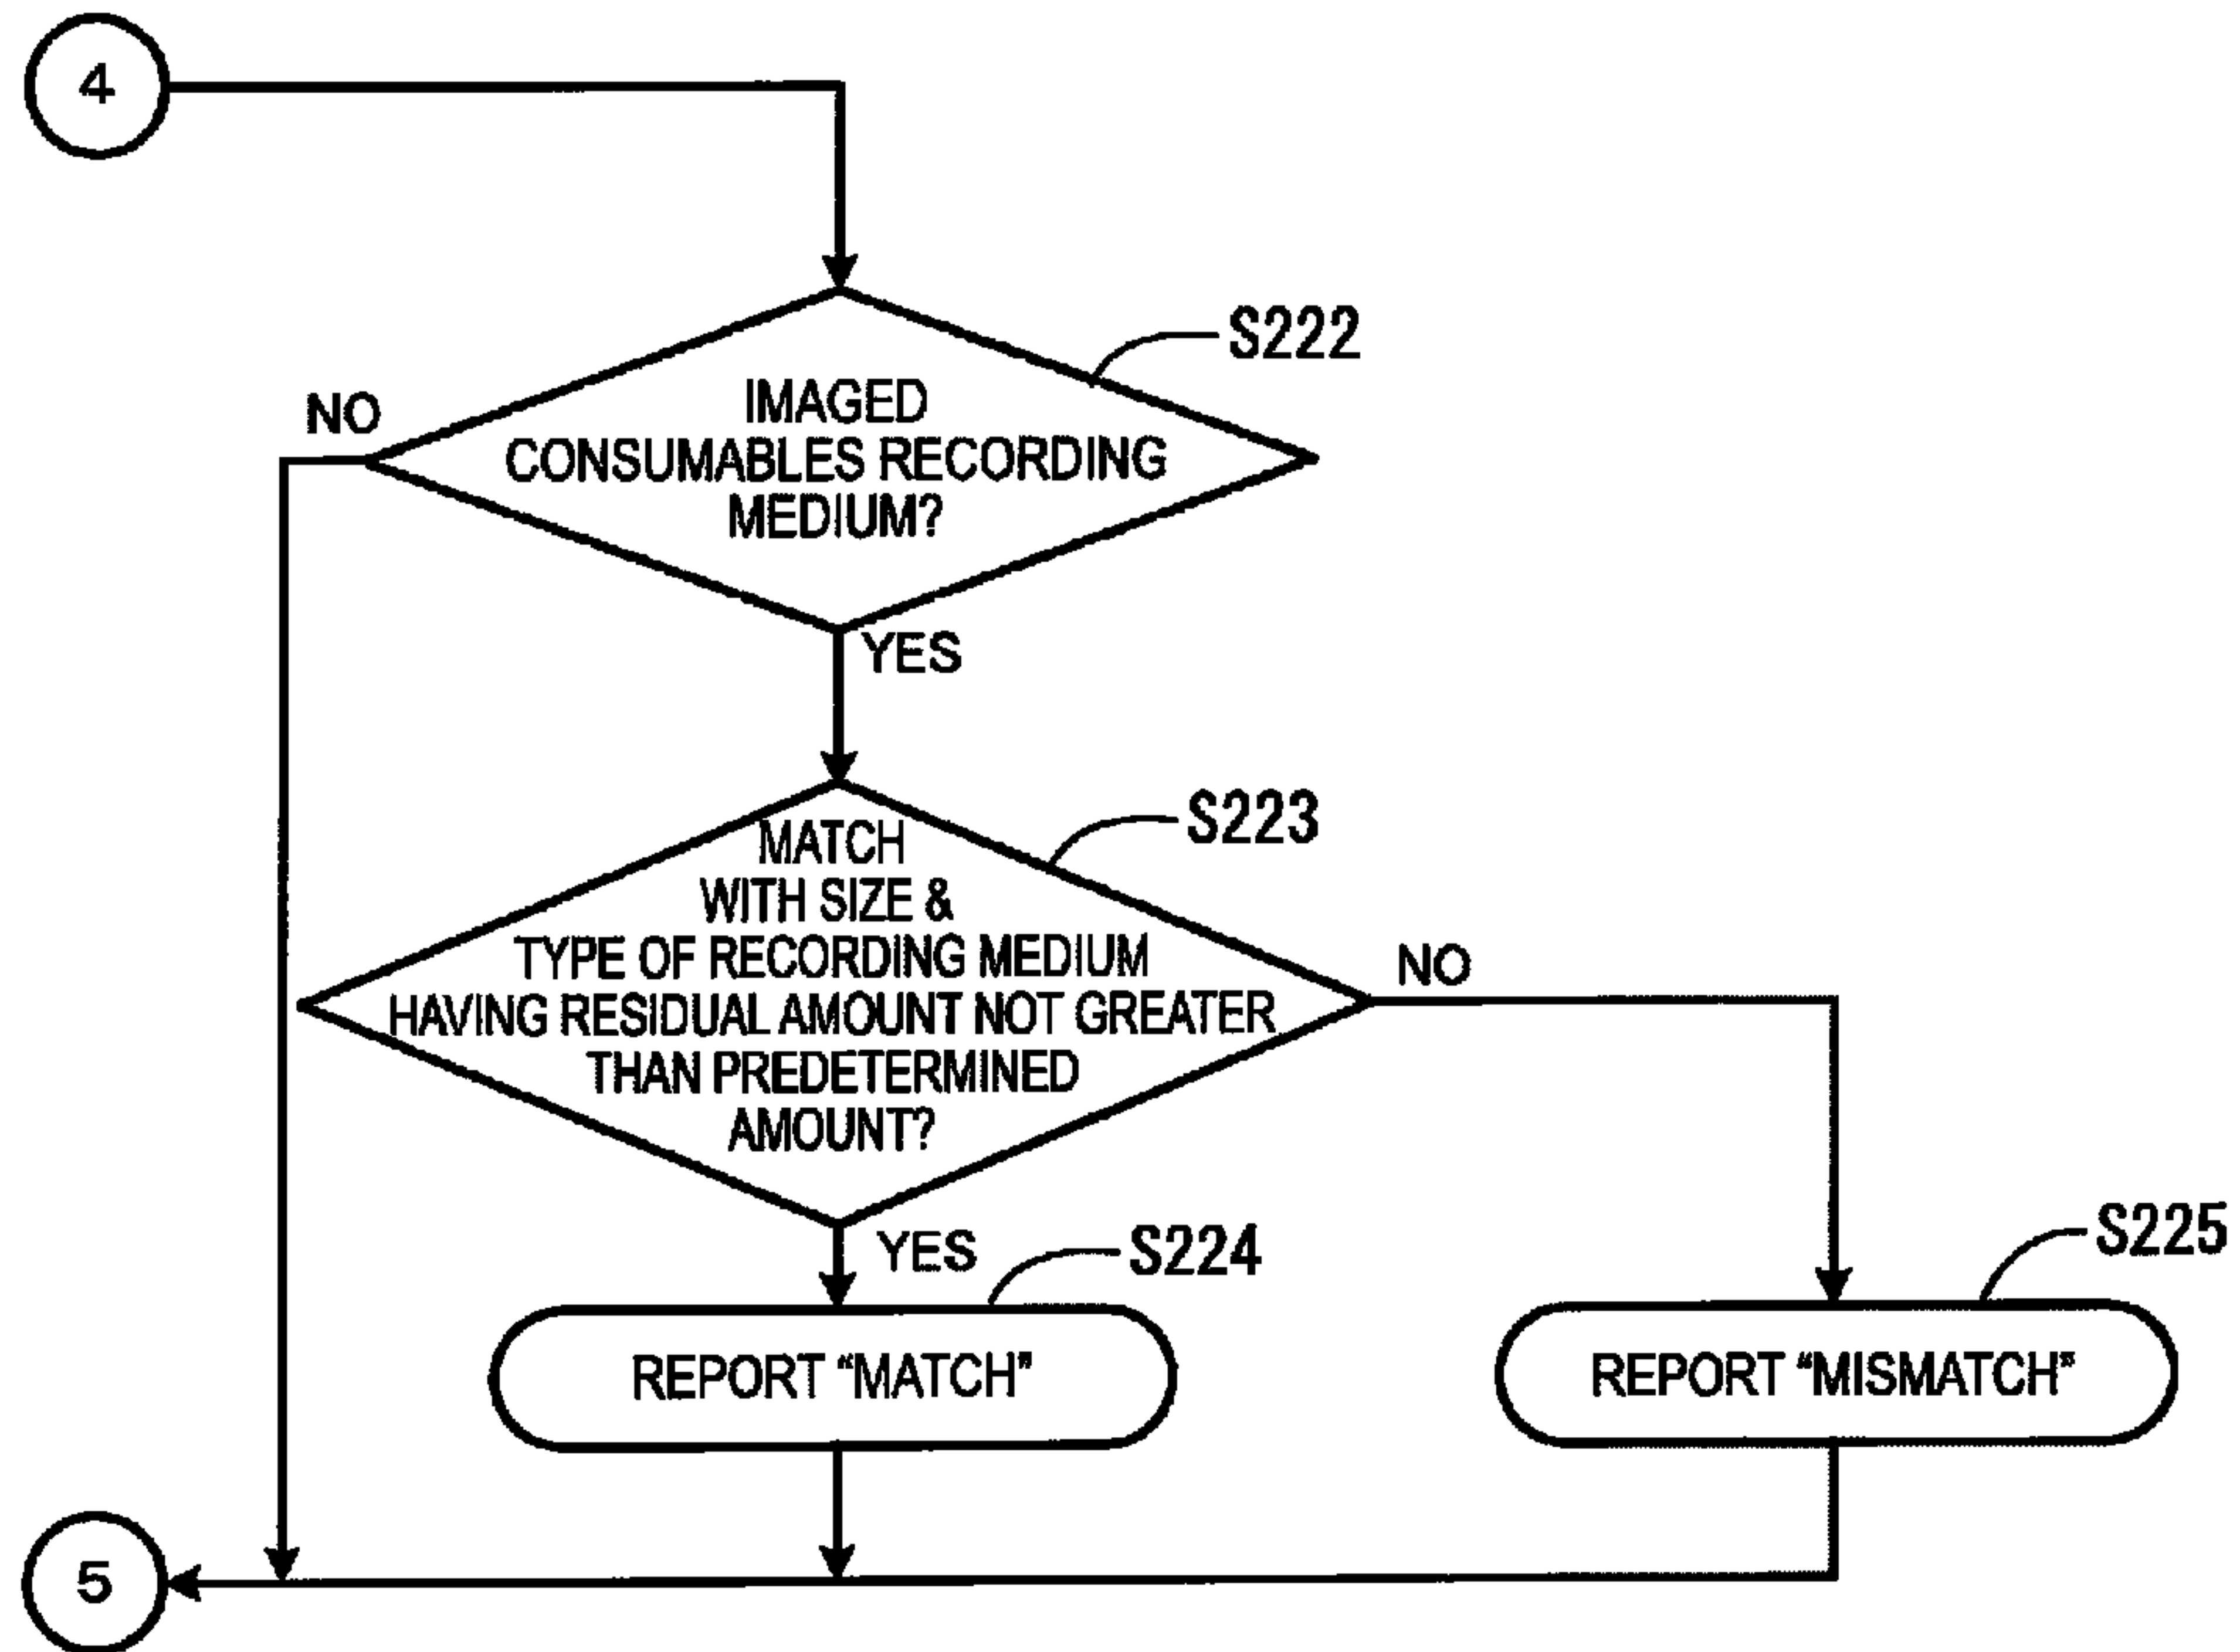 4
S222
NO
IMAGED
CONSUMABLES RECORDING
MEDIUM?
YES
S223
MATCH
WITH SIZE &
TYPE OF RECORDING MEDIUM
HAVING RESIDUAL AMOUNT NOT GREATER
THAN PREDETERMINED
AMOUNT?
NO
YES
S224
S225
REPORT “MATCH”
REPORT “MISMATCH”
5